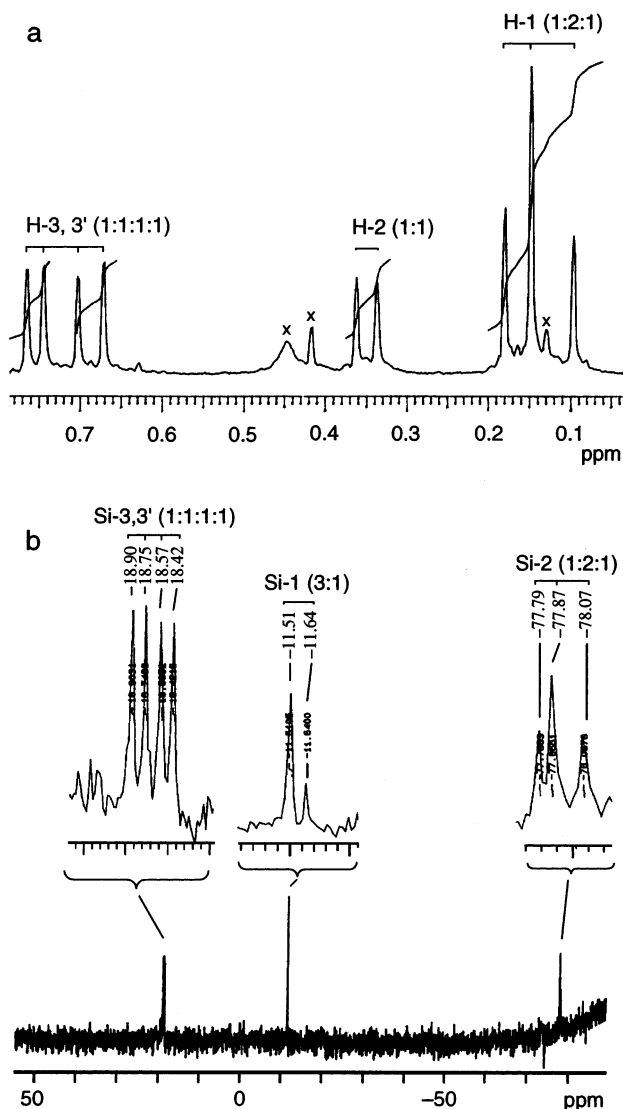 a
H-1 (1:2:1)
H-3, 3' (1:1:1:1)
H-2 (1:1)
x
x
x
0.7 0.6 0.5 0.4 0.3 0.2 0.1
ppm
b
Si-3,3' (1:1:1:1)
18.90
18.75
18.57
18.42
Si-1 (3:1)
-11.51
-11.64
Si-2 (1:2:1)
-77.79
-77.87
-78.07
50 0 -50 ppm